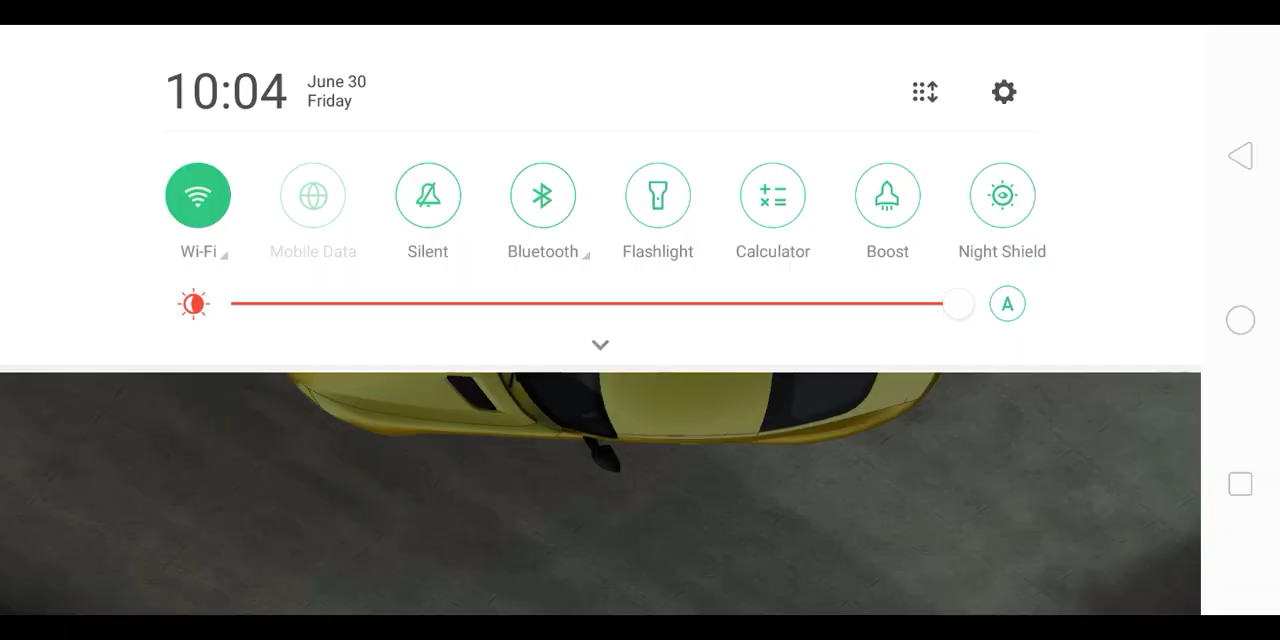 10:04
June 30
Friday
Wi-Fi
Mobile Data
Silent
Bluetooth
Flashlight
Calculator
Boost
Night Shield
A